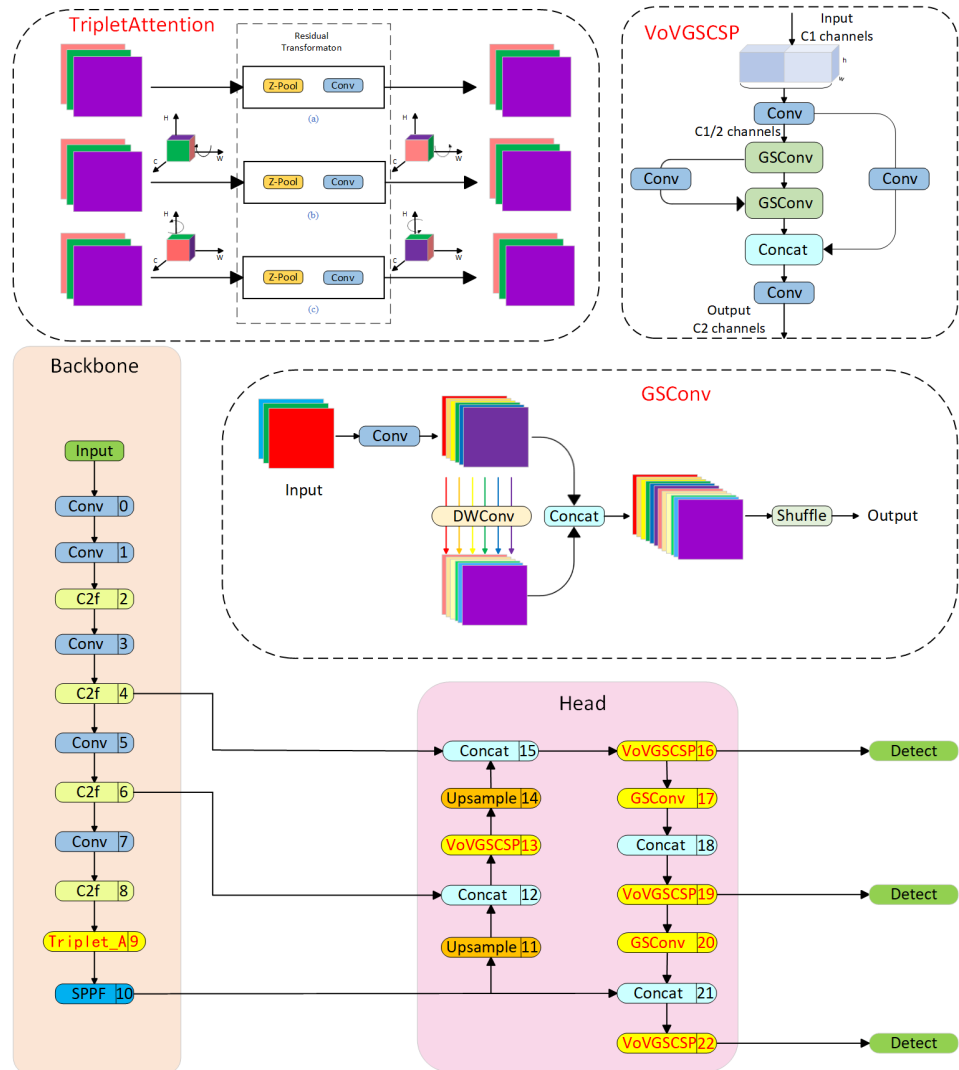 TripletAttention
Residual
Transformaton
Z-Pool
Conv
(a)
H
C
W
H
C
W
Z-Pool
Conv
(b)
H
C
W
H
C
W
Z-Pool
Conv
(c)
VoVGSCSP
Input
C1 channels
h
w
Conv
C1/2 channels
GSConv
Conv
Conv
GSConv
Concat
Conv
Output
C2 channels
GSConv
Input
Conv
DWConv
Concat
Shuffle
Output
Backbone
Input
Conv 0
Conv 1
C2f 2
Conv 3
C2f 4
Conv 5
C2f 6
Conv 7
C2f 8
Triplet_A 9
SPPF 10
Head
Concat 15
Upsample 14
VoVGSCSP 13
Concat 12
Upsample 11
VoVGSCSP 16
GSConv 17
Concat 18
VoVGSCSP 19
GSConv 20
Concat 21
VoVGSCSP 22
Detect
Detect
Detect